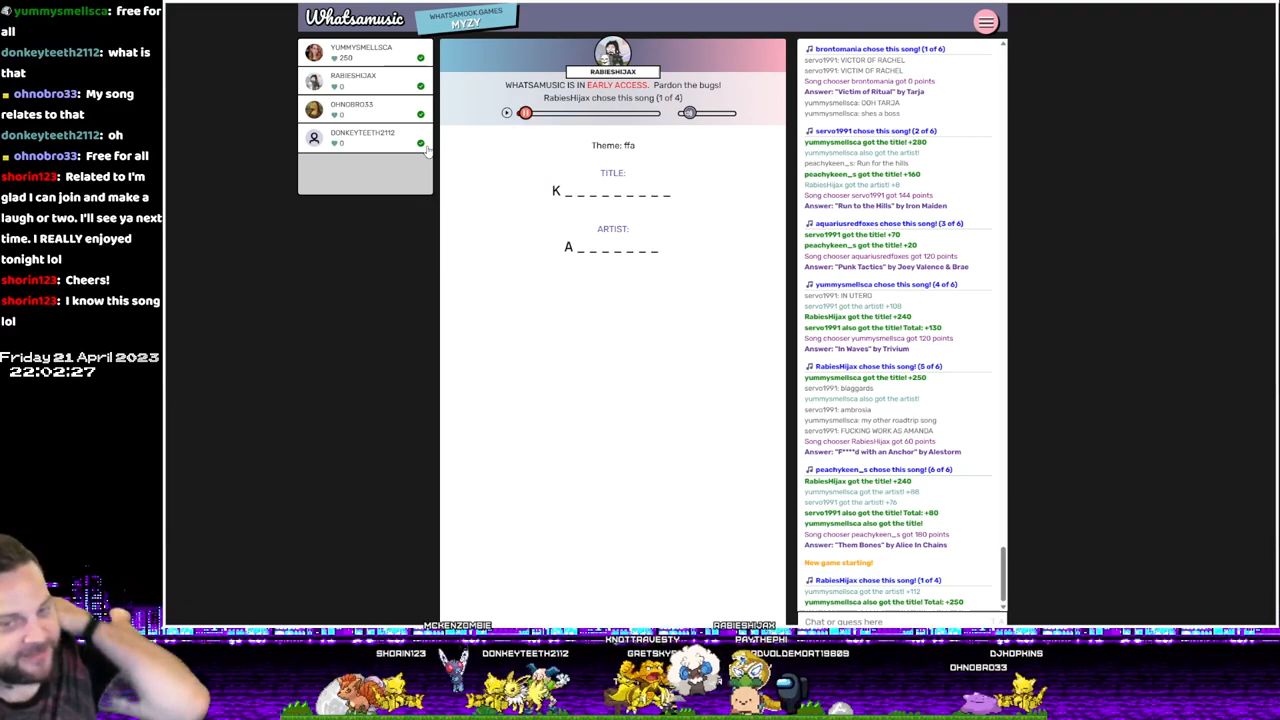 yummysmellsca: free for
all
donkeyteeth2112: what is
that
ohnobro33: My gf
relates to that
donkeyteeth2112: oh
ohnobro33: From reddit
shorin123: Relatable,
glad I can join in for a
laugh or two. I'll say it next
time. I REALLY can't
tonight lol
shorin123: Cheers!
shorin123: I know this song
lol
Friday 21 April 2023
22:02:27
Whatsamusic
WHATSAMOOK.GAMES
MYZY
YUMMYSMELLSCA
250
RABIESHIJAX
0
OHNOBRO33
0
DONKEYTEETH2112
0
RABIESHIJAX
WHATSAMUSIC IS IN EARLY ACCESS. Pardon the bugs!
RabiesHijax chose this song (1 of 4)
Theme: ffa
TITLE:
K _ _ _ _ _ _ _ _
ARTIST:
A _ _ _ _ _ _ _
brontomania chose this song! (1 of 6)
servo1991: VICTOR OF RACHEL
servo1991: VICTIM OF RACHEL
Song chooser brontomania got 0 points
Answer: "Victim of Ritual" by Tarja
yummysmellsca: OOH TARJA
yummysmellsca: shes a boss
servo1991 chose this song! (2 of 6)
yummysmellsca got the title! +280
yummysmellsca also got the artist!
peachykeen_s: Run for the hills
peachykeen_s got the title! +160
RabiesHijax got the artist! +8
Song chooser servo1991 got 144 points
Answer: "Run to the Hills" by Iron Maiden
aquariusredfoxes chose this song! (3 of 6)
servo1991 got the title! +70
peachykeen_s got the title! +20
Song chooser aquariusredfoxes got 120 points
Answer: "Punk Tactics" by Joey Valence & Brae
yummysmellsca chose this song! (4 of 6)
servo1991: IN UTERO
servo1991 got the artist! +108
RabiesHijax got the title! +240
servo1991 also got the title! Total: +130
Song chooser yummysmellsca got 120 points
Answer: "In Waves" by Trivium
RabiesHijax chose this song! (5 of 6)
yummysmellsca got the title! +250
servo1991: blaggards
yummysmellsca also got the artist!
servo1991: ambrosia
yummysmellsca: my other roadtrip song
servo1991: FUCKING WORK AS AMANDA
Song chooser RabiesHijax got 60 points
Answer: "F****d with an Anchor" by Alestorm
peachykeen_s chose this song! (6 of 6)
RabiesHijax got the title! +240
yummysmellsca got the artist! +88
servo1991 got the artist! +76
servo1991 also got the title! Total: +80
yummysmellsca also got the title!
Song chooser peachykeen_s got 180 points
Answer: "Them Bones" by Alice In Chains
New game starting!
RabiesHijax chose this song! (1 of 4)
yummysmellsca got the artist! +112
yummysmellsca also got the title! Total: +250
Chat or guess here
MCKENZOMBIE
RABIESHIJAX
KNOTTRAVESTY
PAYTHEPHI
SHORIN123
DONKEYTEETH2112
DJHOPKINS
OHNOBRO33